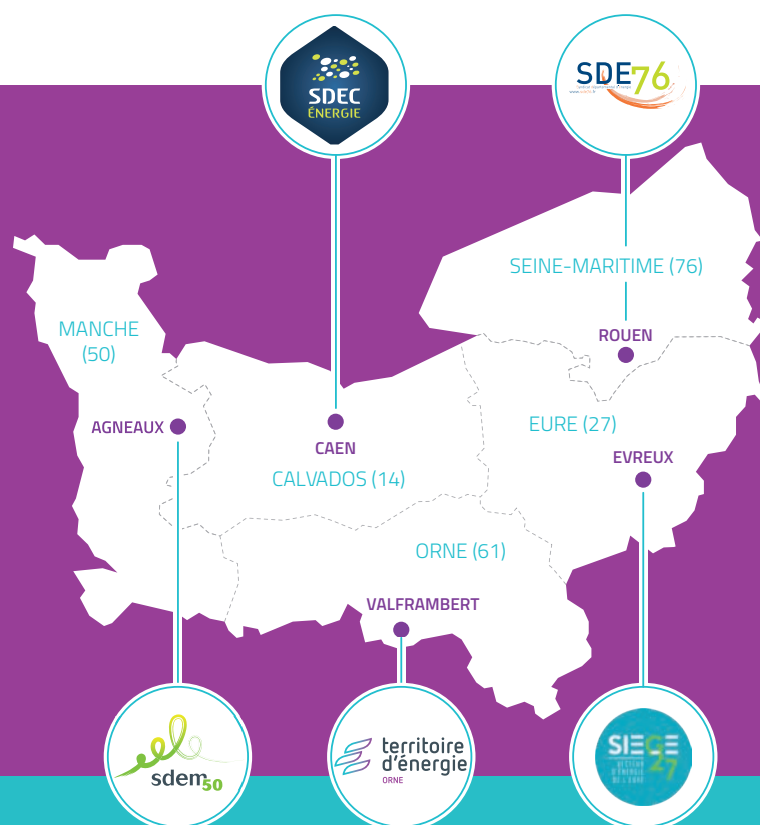 SDEC
ÉNERGIE
SDE76
SEINE-MARITIME (76)
MANCHE
(50)
ROUEN
AGNEAUX
CAEN
EURE (27)
EVREUX
CALVADOS (14)
ORNE (61)
VALFRAMBERT
sdem50
territoire
d'énergie
ORNE
SIEGE
27